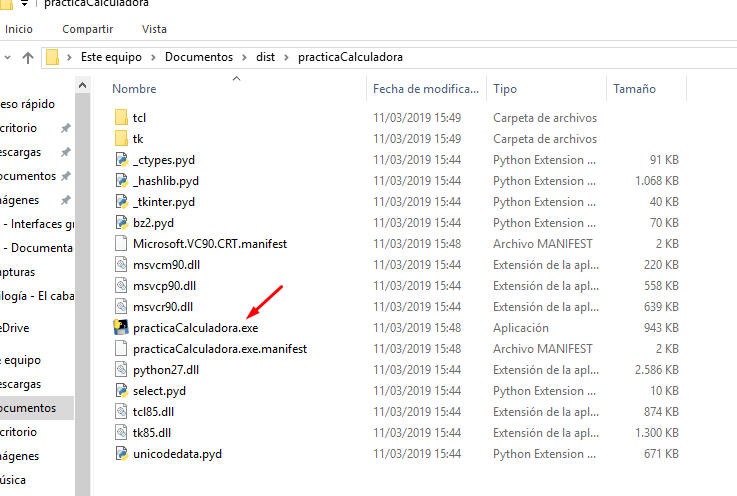 practicaCalculadora
Inicio Compartir Vista
Este equipo > Documentos > dist > practicaCalculadora
Nombre Fecha de modifica... Tipo Tamaño
eso rápido
critorio
escargas
ocumentos
nágenes
- Interfaces gr
- Documenta
apturas
ilogía - El caba
eDrive
e equipo
escargas
ocumentos
critorio
nágenes
úsica
tcl 11/03/2019 15:49 Carpeta de archivos
tk 11/03/2019 15:49 Carpeta de archivos
_ctypes.pyd 11/03/2019 15:44 Python Extension ... 91 KB
_hashlib.pyd 11/03/2019 15:44 Python Extension ... 1.068 KB
_tkinter.pyd 11/03/2019 15:44 Python Extension ... 40 KB
bz2.pyd 11/03/2019 15:44 Python Extension ... 70 KB
Microsoft.VC90.CRT.manifest 11/03/2019 15:48 Archivo MANIFEST 2 KB
msvcm90.dll 11/03/2019 15:44 Extensión de la apl... 220 KB
msvcp90.dll 11/03/2019 15:44 Extensión de la apl... 558 KB
msvcr90.dll 11/03/2019 15:44 Extensión de la apl... 639 KB
practicaCalculadora.exe 11/03/2019 15:48 Aplicación 943 KB
practicaCalculadora.exe.manifest 11/03/2019 15:48 Archivo MANIFEST 2 KB
python27.dll 11/03/2019 15:44 Extensión de la apl... 2.586 KB
select.pyd 11/03/2019 15:44 Python Extension ... 10 KB
tcl85.dll 11/03/2019 15:44 Extensión de la apl... 874 KB
tk85.dll 11/03/2019 15:44 Extensión de la apl... 1.300 KB
unicodedata.pyd 11/03/2019 15:44 Python Extension ... 671 KB